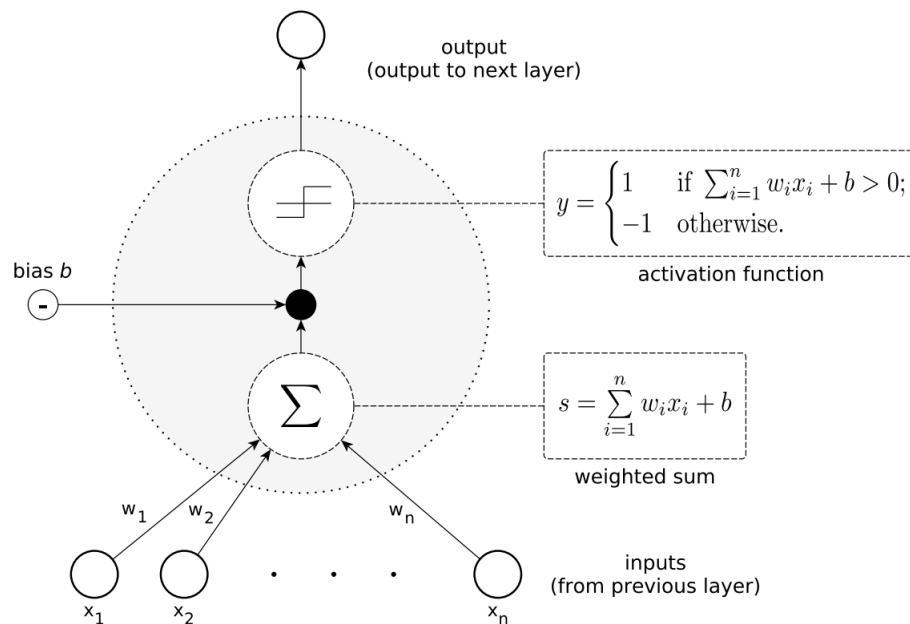 output
(output to next layer)
y = { 1 if ∑_{i=1}^{n} w_i x_i + b > 0;
−1 otherwise.
activation function
bias b
-
∑
s = ∑_{i=1}^{n} w_i x_i + b
weighted sum
w_1 w_2 w_n
inputs
(from previous layer)
x_1 x_2 . . . x_n